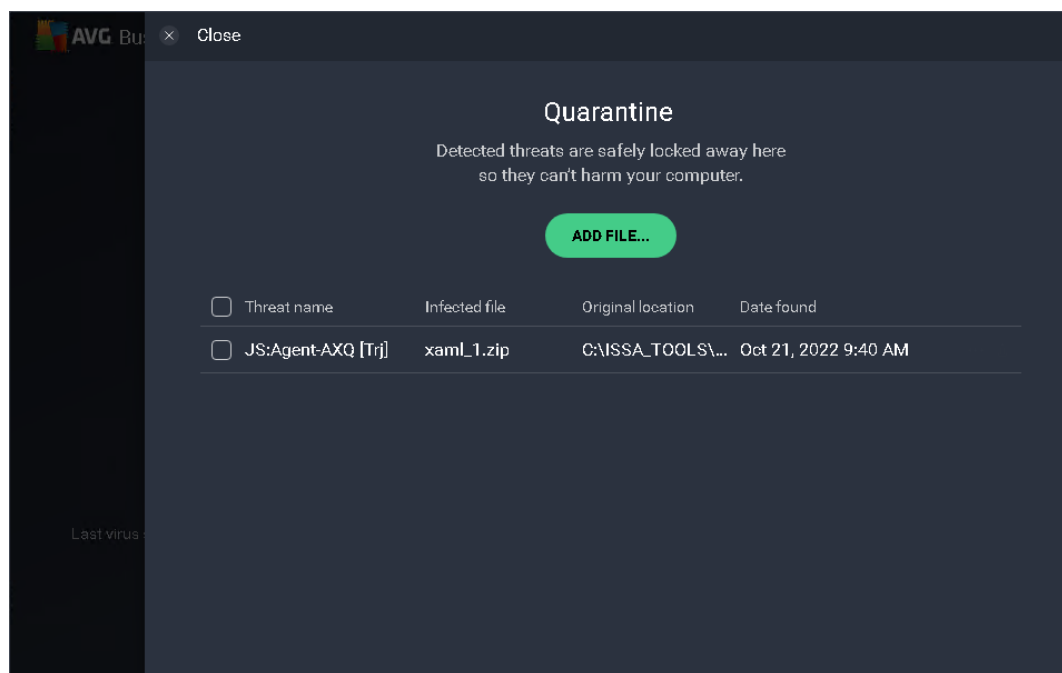 AVG Bus
Close
Quarantine
Detected threats are safely locked away here
so they can't harm your computer.
ADD FILE...
Threat name Infected file Original location Date found
JS:Agent-AXQ [Trj] xaml_1.zip C:\ISSA_TOOLS\... Oct 21, 2022 9:40 AM
Last virus